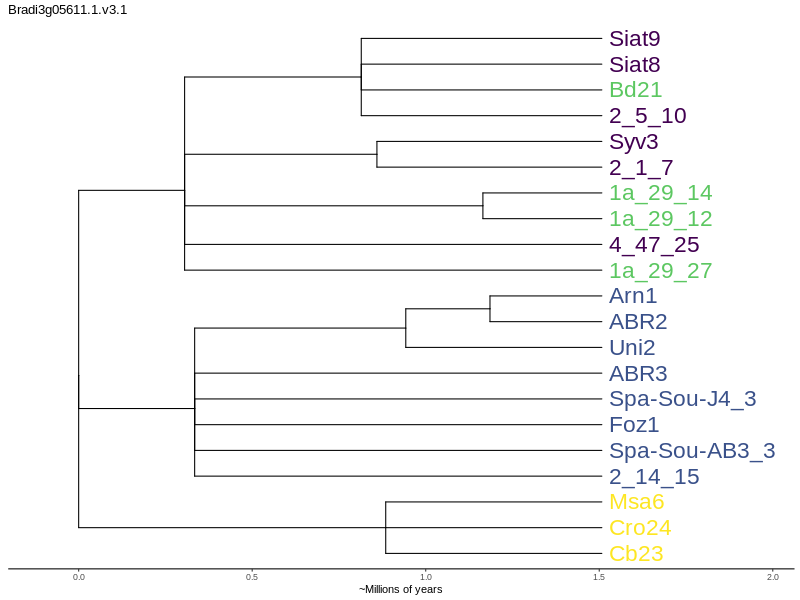 Bradi3g05611.1.v3.1
Siat9
Siat8
Bd21
2_5_10
Syv3
2_1_7
1a_29_14
1a_29_12
4_47_25
1a_29_27
Arn1
ABR2
Uni2
ABR3
Spa-Sou-J4_3
Foz1
Spa-Sou-AB3_3
2_14_15
Msa6
Cro24
Cb23
0.0 0.5 1.0 1.5 2.0
~Millions of years